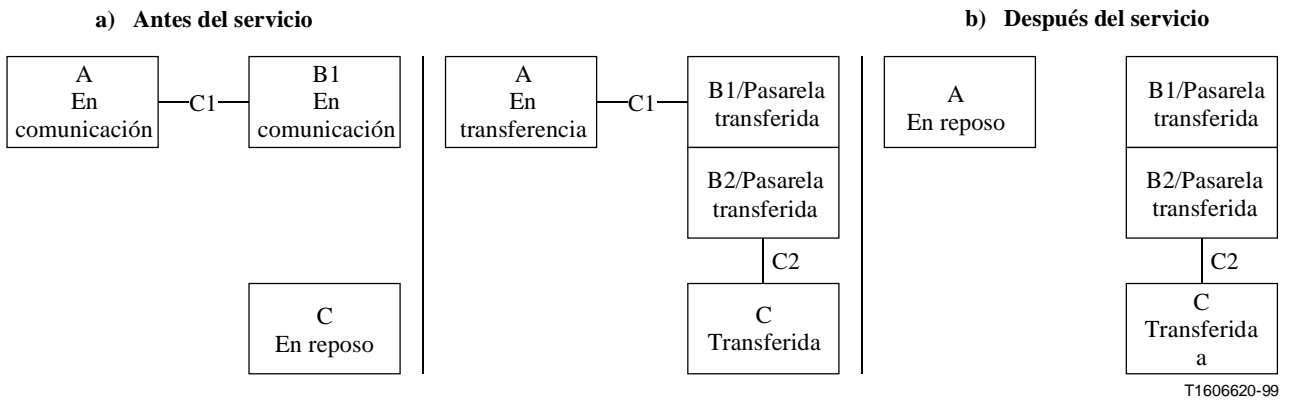 a) Antes del servicio
b) Después del servicio
A
En
comunicación
C1
B1
En
comunicación
C
En reposo
A
En
transferencia
C1
B1/Pasarela
transferida
B2/Pasarela
transferida
C2
C
Transferida
A
En reposo
B1/Pasarela
transferida
B2/Pasarela
transferida
C2
C
Transferida
a
T1606620-99